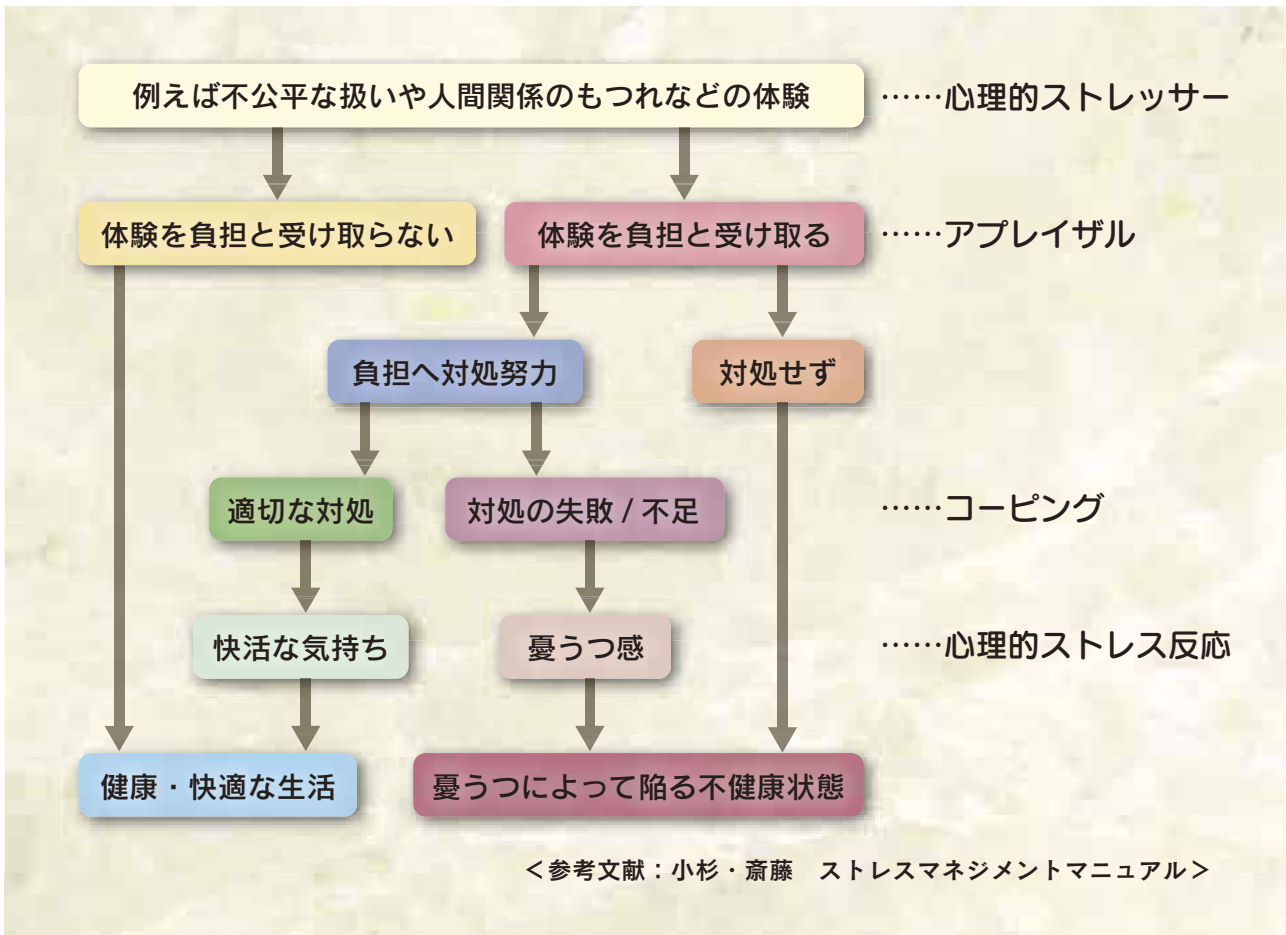 例えば不公平な扱いや人間関係のもつれなどの体験 ……心理的ストレッサー
体験を負担と受け取らない 体験を負担と受け取る ……アプレイザル
負担へ対処努力 対処せず
適切な対処 対処の失敗 / 不足 ……コーピング
快活な気持ち 憂うつ感 ……心理的ストレス反応
健康・快適な生活 憂うつによって陥る不健康状態
＜参考文献：小杉・斎藤　ストレスマネジメントマニュアル＞